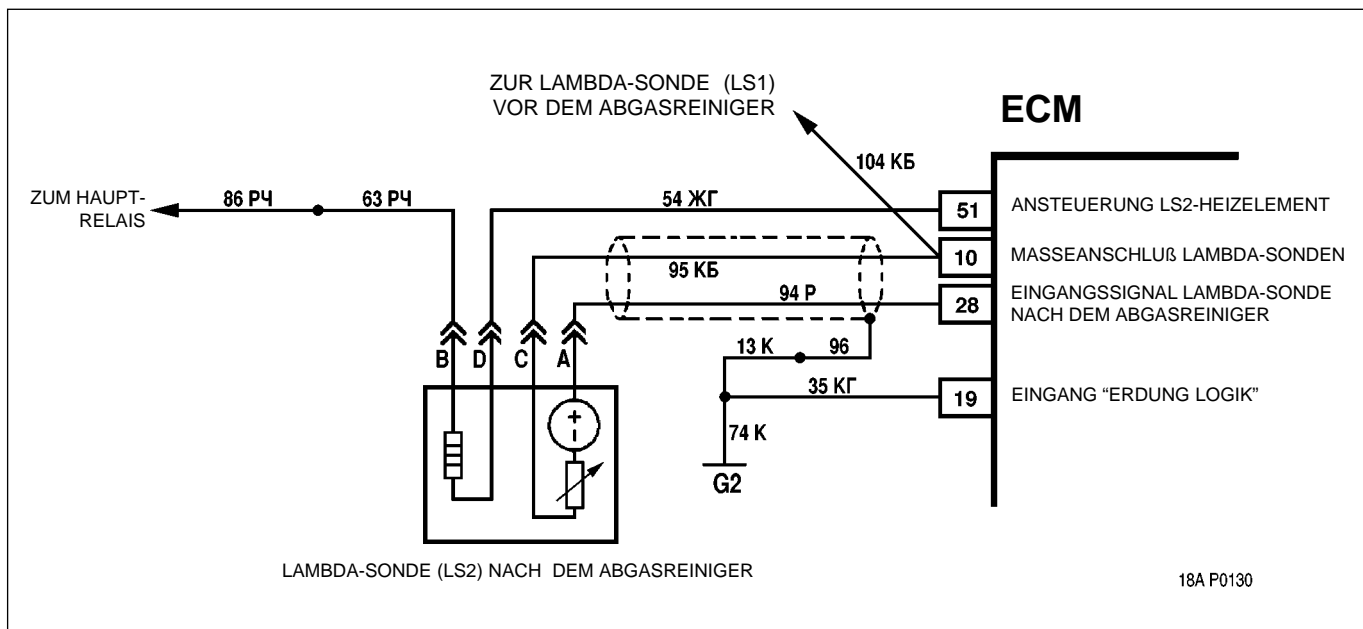 ZUR LAMBDA-SONDE (LS1)
VOR DEM ABGASREINIGER
ECM
104 КБ
ZUM HAUPT-
RELAIS
86 РЧ
63 РЧ
54 ЖГ
51
ANSTEUERUNG LS2-HEIZELEMENT
95 КБ
10
MASSEANSCHLUß LAMBDA-SONDEN
94 Р
28
EINGANGSSIGNAL LAMBDA-SONDE
NACH DEM ABGASREINIGER
B
D
C
A
13 К
96
35 КГ
19
EINGANG “ERDUNG LOGIK”
74 К
G2
+
–
LAMBDA-SONDE (LS2) NACH DEM ABGASREINIGER
18A P0130